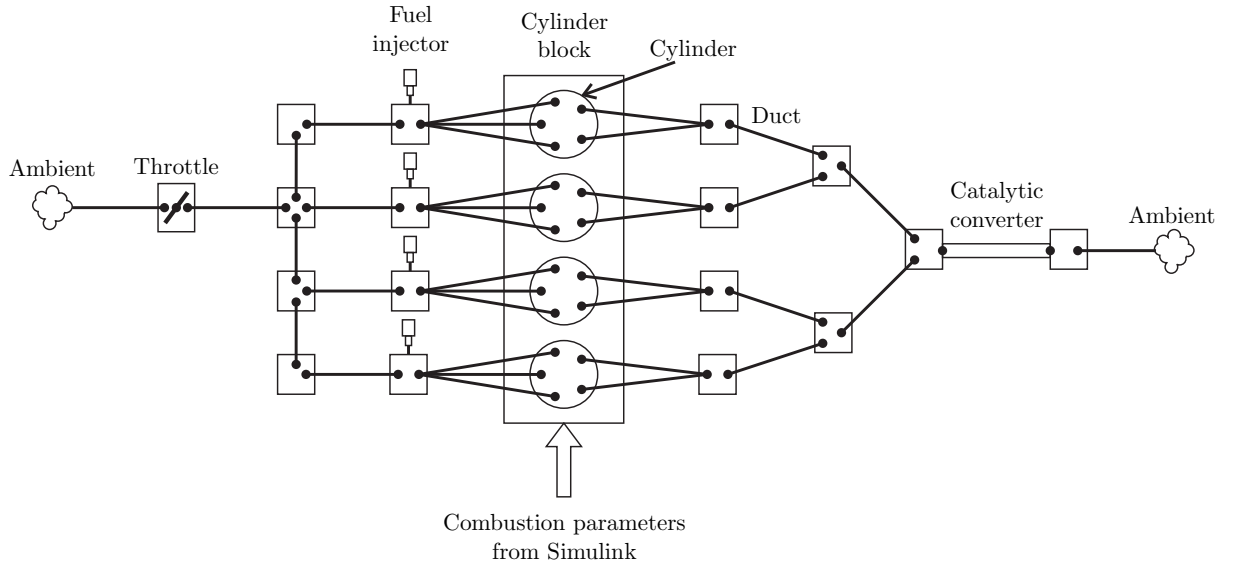 Fuel
injector
Cylinder
block
Cylinder
Duct
Ambient
Throttle
Catalytic
converter
Ambient
Combustion parameters
from Simulink